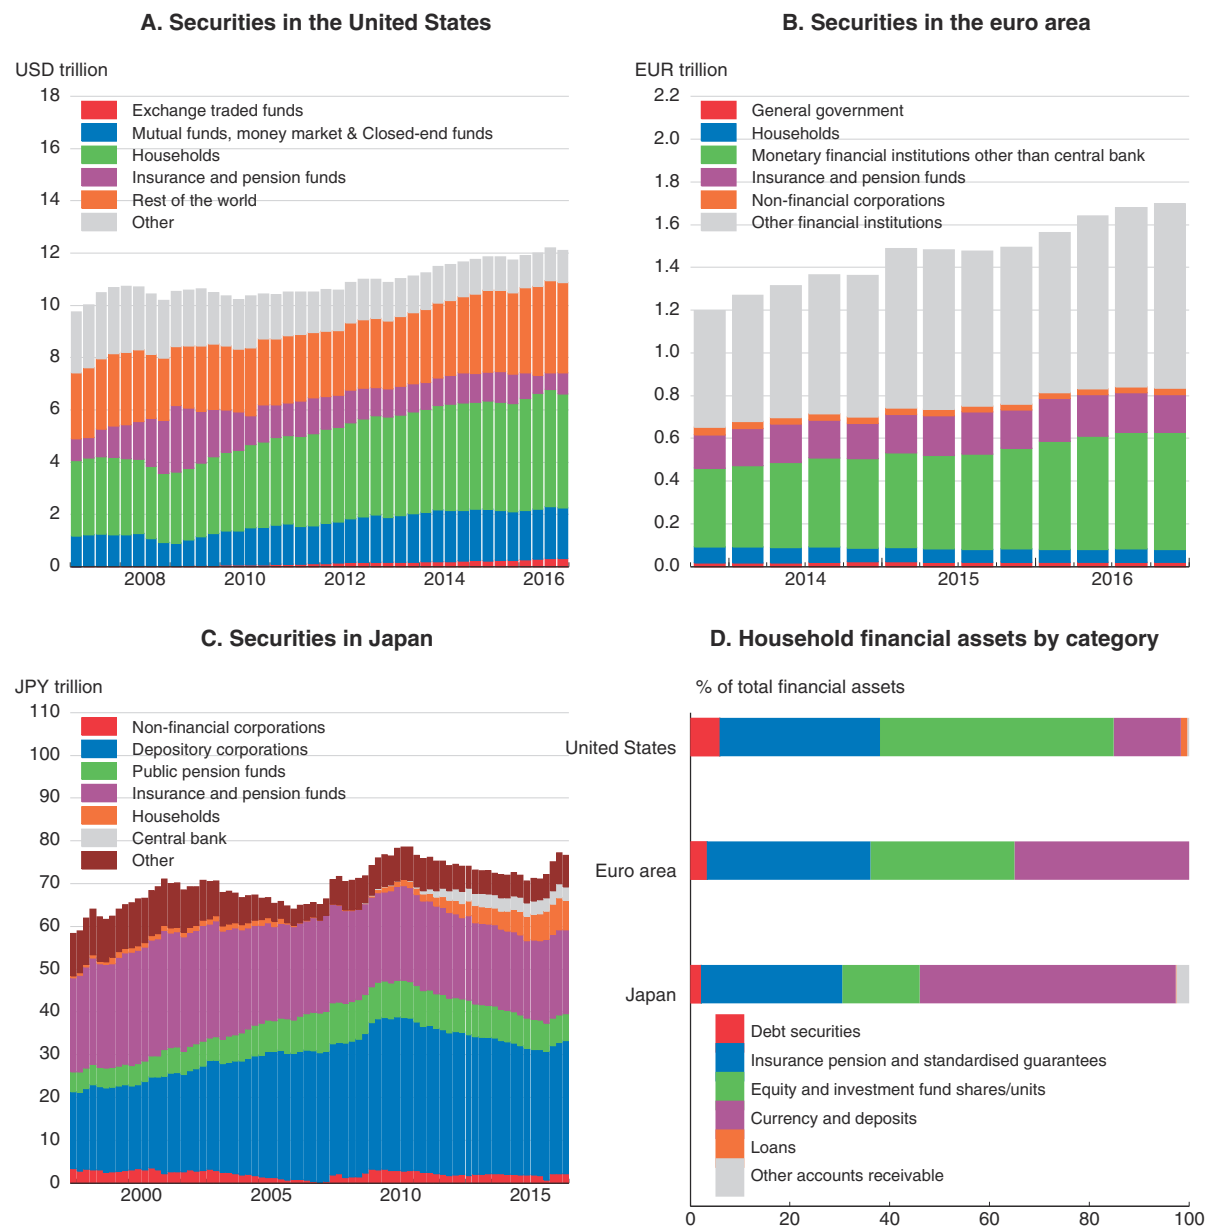 A. Securities in the United States
USD trillion
18
16
14
12
10
8
6
4
2
0
Exchange traded funds
Mutual funds, money market & Closed-end funds
Households
Insurance and pension funds
Rest of the world
Other
2008 2010 2012 2014 2016
B. Securities in the euro area
EUR trillion
2.2
2.0
1.8
1.6
1.4
1.2
1.0
0.8
0.6
0.4
0.2
0.0
General government
Households
Monetary financial institutions other than central bank
Insurance and pension funds
Non-financial corporations
Other financial institutions
2014 2015 2016
C. Securities in Japan
JPY trillion
110
100
90
80
70
60
50
40
30
20
10
0
Non-financial corporations
Depository corporations
Public pension funds
Insurance and pension funds
Households
Central bank
Other
2000 2005 2010 2015
D. Household financial assets by category
% of total financial assets
United States
Euro area
Japan
Debt securities
Insurance pension and standardised guarantees
Equity and investment fund shares/units
Currency and deposits
Loans
Other accounts receivable
0 20 40 60 80 100